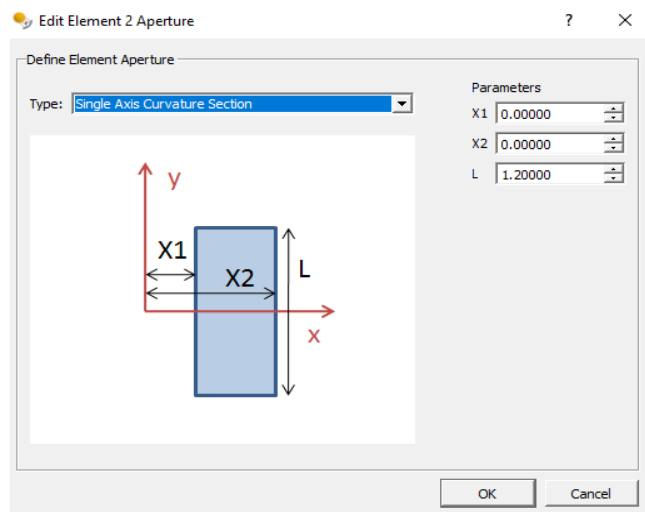 Edit Element 2 Aperture
?
Define Element Aperture
Type: Single Axis Curvature Section
Parameters
X1 0.00000
X2 0.00000
L 1.20000
y
X1
X2
L
x
OK
Cancel